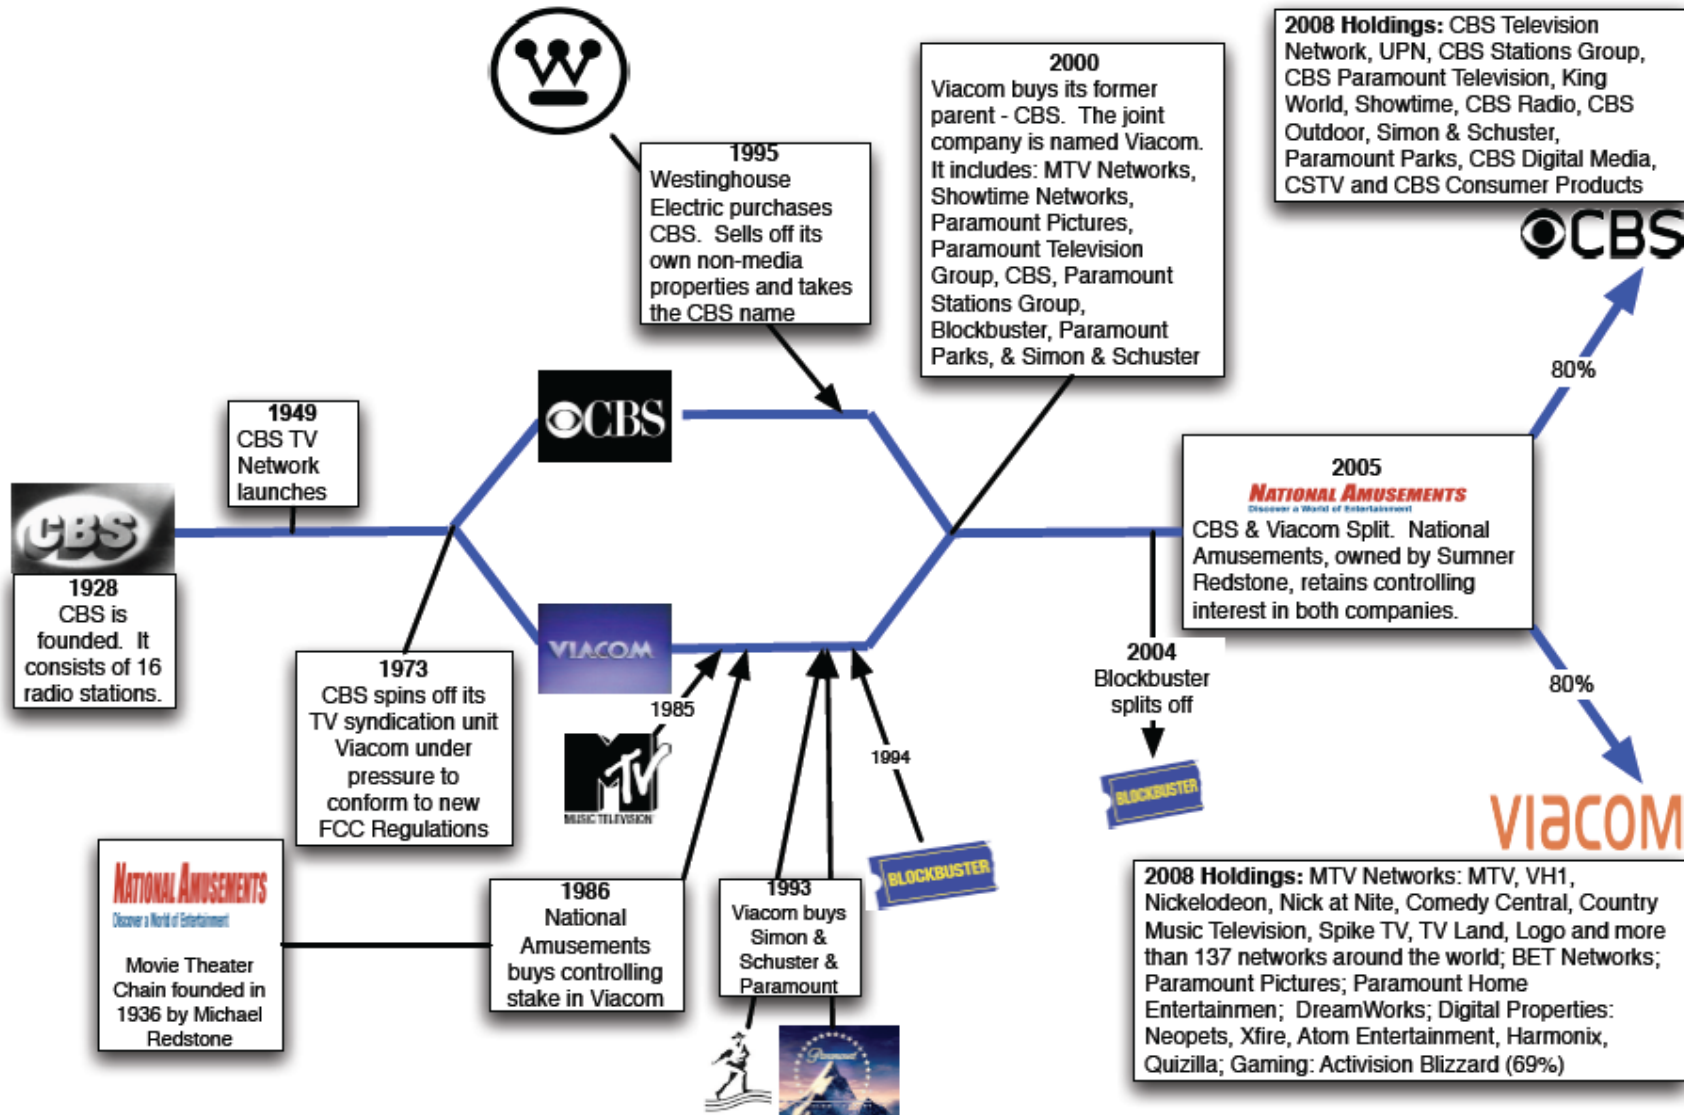 CBS
1928
CBS is
founded.  It
consists of 16
radio stations.
1949
CBS TV
Network
launches
1973
CBS spins off its
TV syndication unit
Viacom under
pressure to
conform to new
FCC Regulations
NATIONAL AMUSEMENTS
Discover a World of Entertainment
Movie Theater
Chain founded in
1936 by Michael
Redstone
W
1995
Westinghouse
Electric purchases
CBS.  Sells off its
own non-media
properties and takes
the CBS name
CBS
VIACOM
1985
MTV
MUSIC TELEVISION
1986
National
Amusements
buys controlling
stake in Viacom
1993
Viacom buys
Simon &
Schuster &
Paramount
Paramount
1994
BLOCKBUSTER
2000
Viacom buys its former
parent - CBS.  The joint
company is named Viacom.
It includes: MTV Networks,
Showtime Networks,
Paramount Pictures,
Paramount Television
Group, CBS, Paramount
Stations Group,
Blockbuster, Paramount
Parks, & Simon & Schuster
2004
Blockbuster
splits off
BLOCKBUSTER
2005
NATIONAL AMUSEMENTS
Discover a World of Entertainment
CBS & Viacom Split.  National
Amusements, owned by Sumner
Redstone, retains controlling
interest in both companies.
80%
80%
2008 Holdings: CBS Television
Network, UPN, CBS Stations Group,
CBS Paramount Television, King
World, Showtime, CBS Radio, CBS
Outdoor, Simon & Schuster,
Paramount Parks, CBS Digital Media,
CSTV and CBS Consumer Products
CBS
VIACOM
2008 Holdings: MTV Networks: MTV, VH1,
Nickelodeon, Nick at Nite, Comedy Central, Country
Music Television, Spike TV, TV Land, Logo and more
than 137 networks around the world; BET Networks;
Paramount Pictures; Paramount Home
Entertainmen;  DreamWorks; Digital Properties:
Neopets, Xfire, Atom Entertainment, Harmonix,
Quizilla; Gaming: Activision Blizzard (69%)